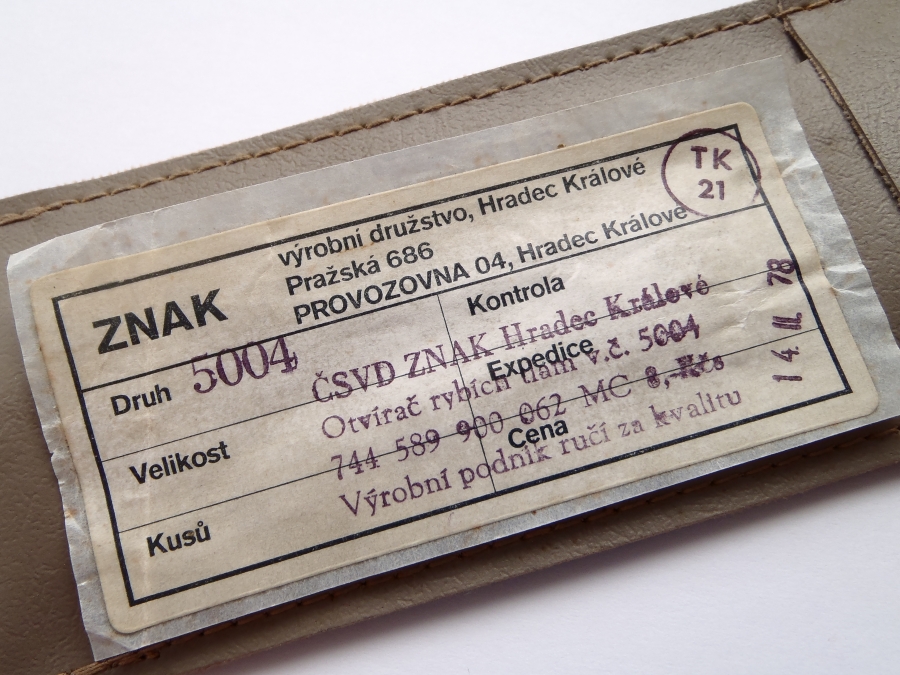 ZNAK
výrobní družstvo, Hradec Králové
Pražská 686
PROVOZOVNA 04, Hradec Králové
TK
21
Druh 5004
Kontrola
ČSVD ZNAK Hradec Králové
Expedice
Otvírač rybích tlam v.č. 5004
Velikost
744 589 900 062 MC 8,-Kčs
Cena
Výrobní podnik ručí za kvalitu
Kusů
14. III. 78